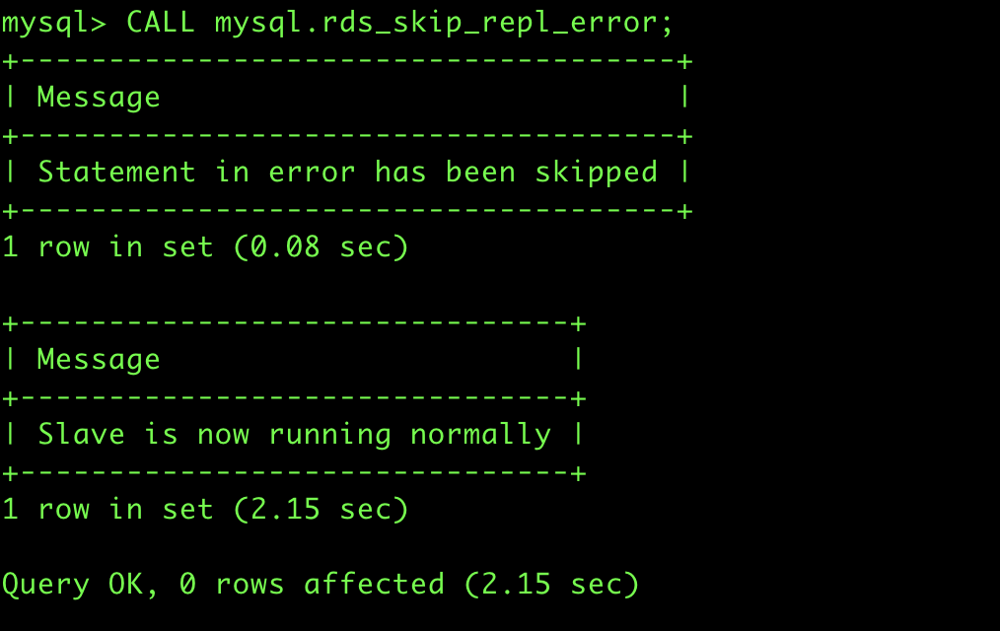 mysql> CALL mysql.rds_skip_repl_error;
+-------------------------------------+
| Message                             |
+-------------------------------------+
| Statement in error has been skipped |
+-------------------------------------+
1 row in set (0.08 sec)

+-------------------------------+
| Message                       |
+-------------------------------+
| Slave is now running normally |
+-------------------------------+
1 row in set (2.15 sec)

Query OK, 0 rows affected (2.15 sec)